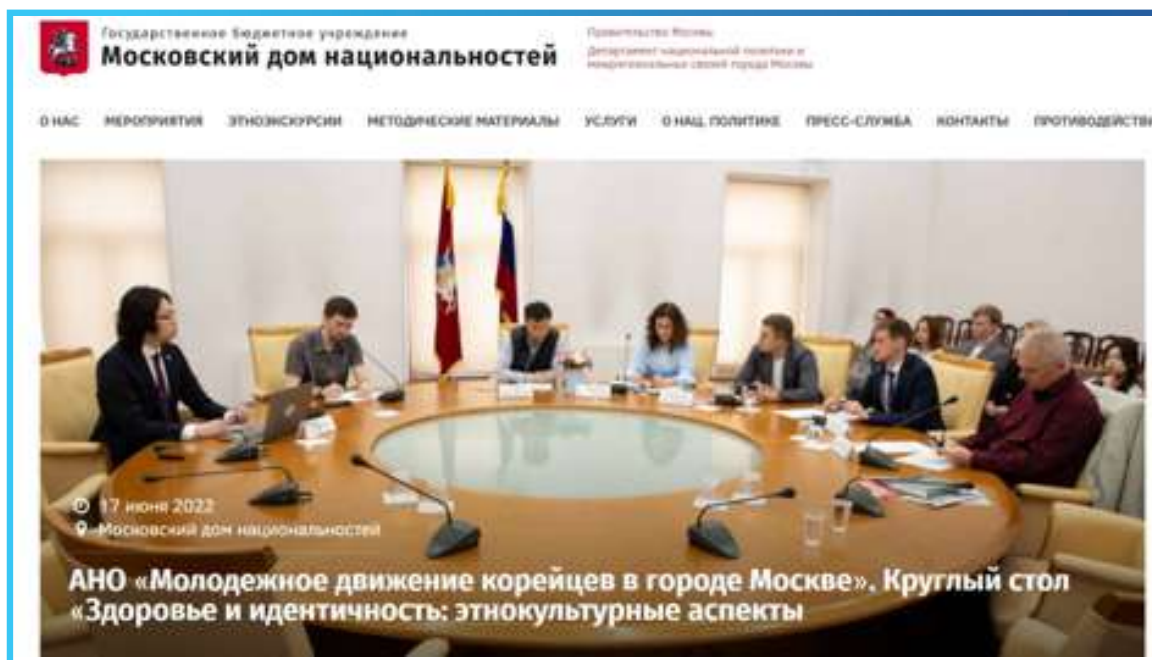 Государственное бюджетное учреждение
Московский дом национальностей
Правительство Москвы
Департамент национальной политики и
межрегиональных связей города Москвы
О НАС МЕРОПРИЯТИЯ ЭТНОЭКСКУРСИИ МЕТОДИЧЕСКИЕ МАТЕРИАЛЫ УСЛУГИ О НАЦ. ПОЛИТИКЕ ПРЕСС-СЛУЖБА КОНТАКТЫ
17 июня 2022
Московский дом национальностей
АНО «Молодежное движение корейцев в городе Москве». Круглый стол
«Здоровье и идентичность: этнокультурные аспекты